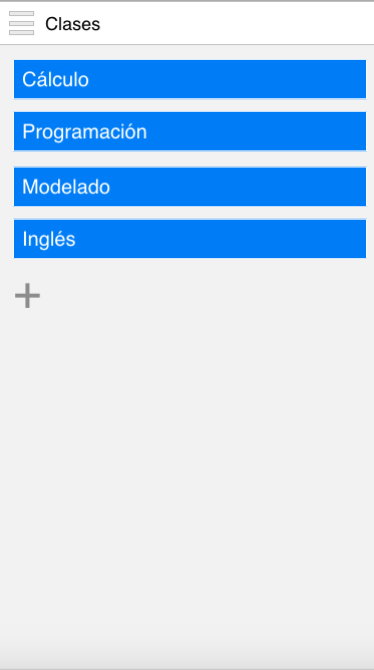 Clases
Cálculo
Programación
Modelado
Inglés